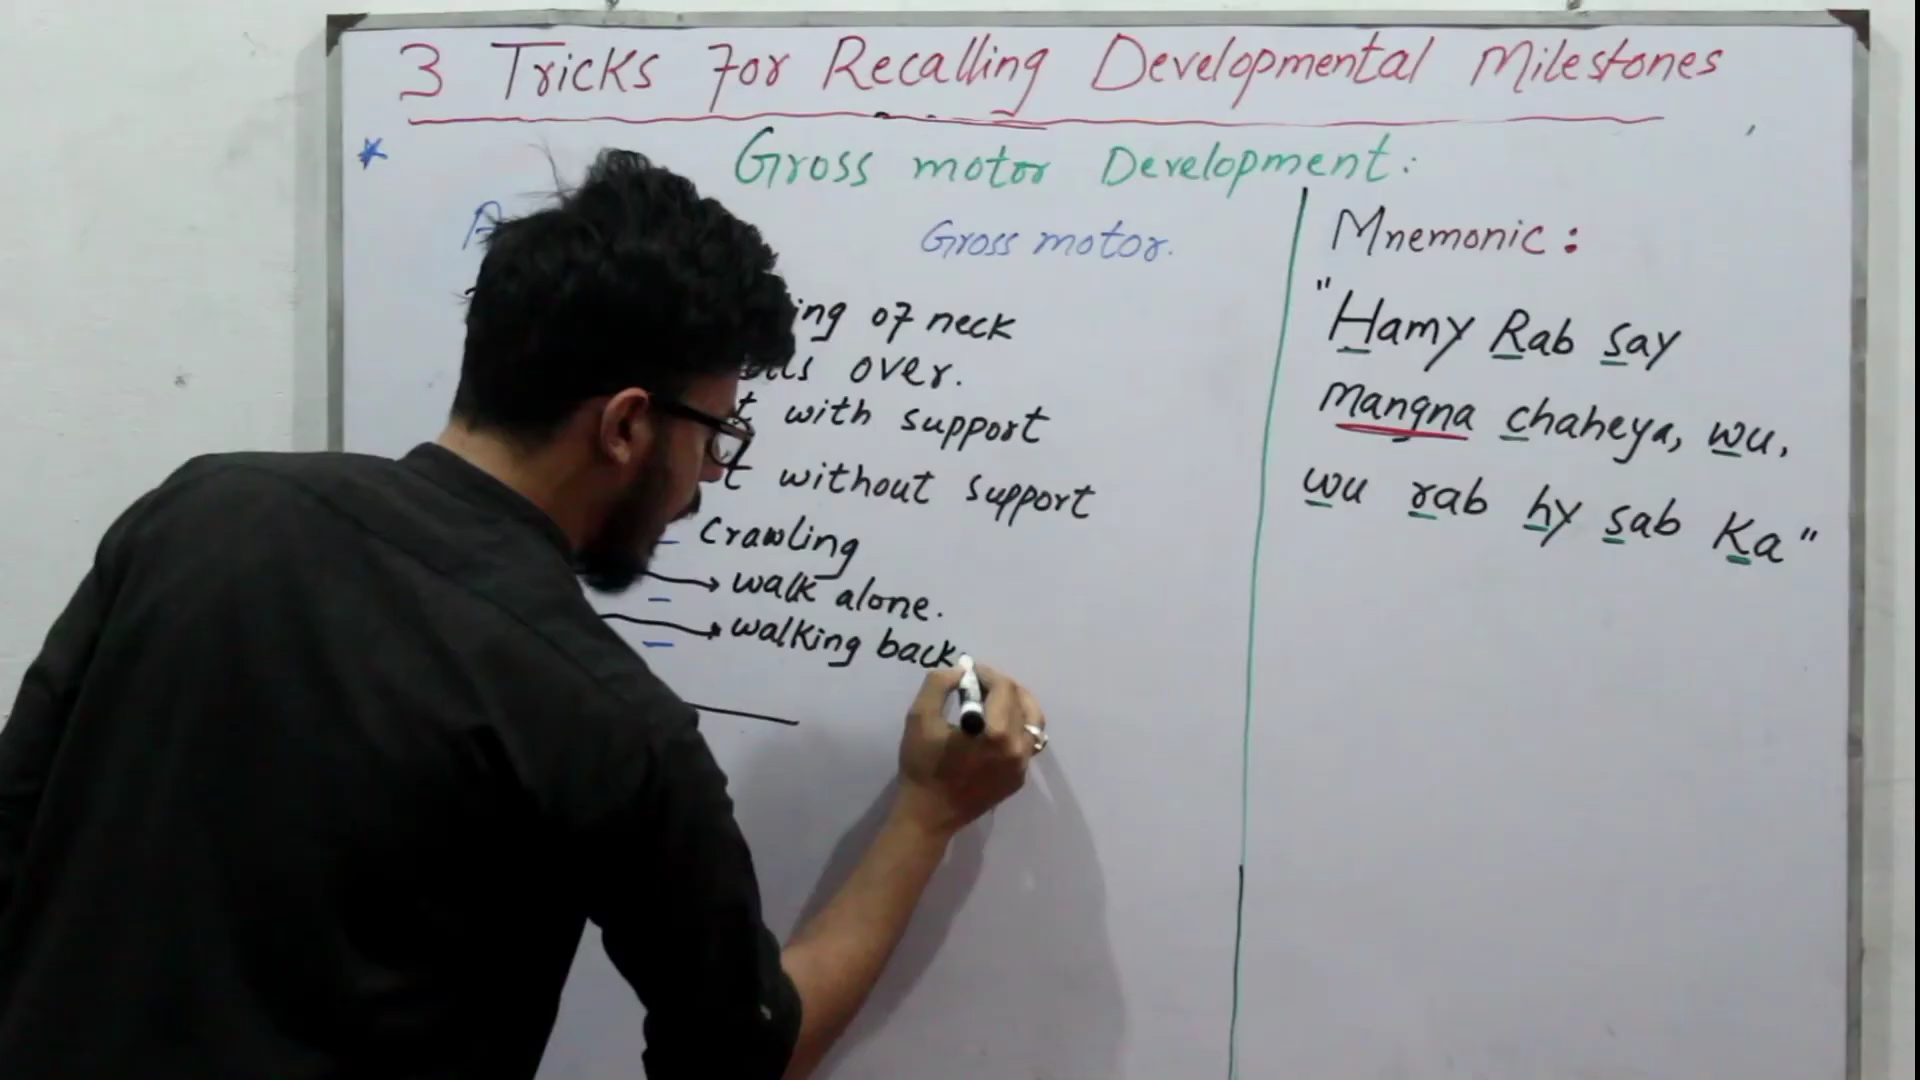 3 Tricks For Recalling Developmental Milestones
Gross motor Development:
Gross motor.
of neck
over.
with support
without support
- Crawling
→ walk alone.
→ walking back
Mnemonic:
"Hamy Rab say
mangna chaheya, wu,
wu rab hy sab Ka"